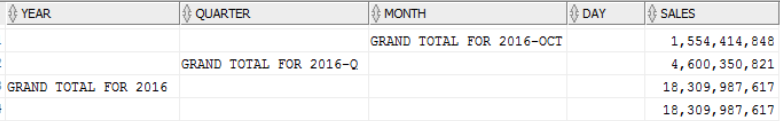 YEAR QUARTER MONTH DAY SALES
GRAND TOTAL FOR 2016-OCT 1,554,414,848
GRAND TOTAL FOR 2016-Q 4,600,350,821
GRAND TOTAL FOR 2016 18,309,987,617
18,309,987,617